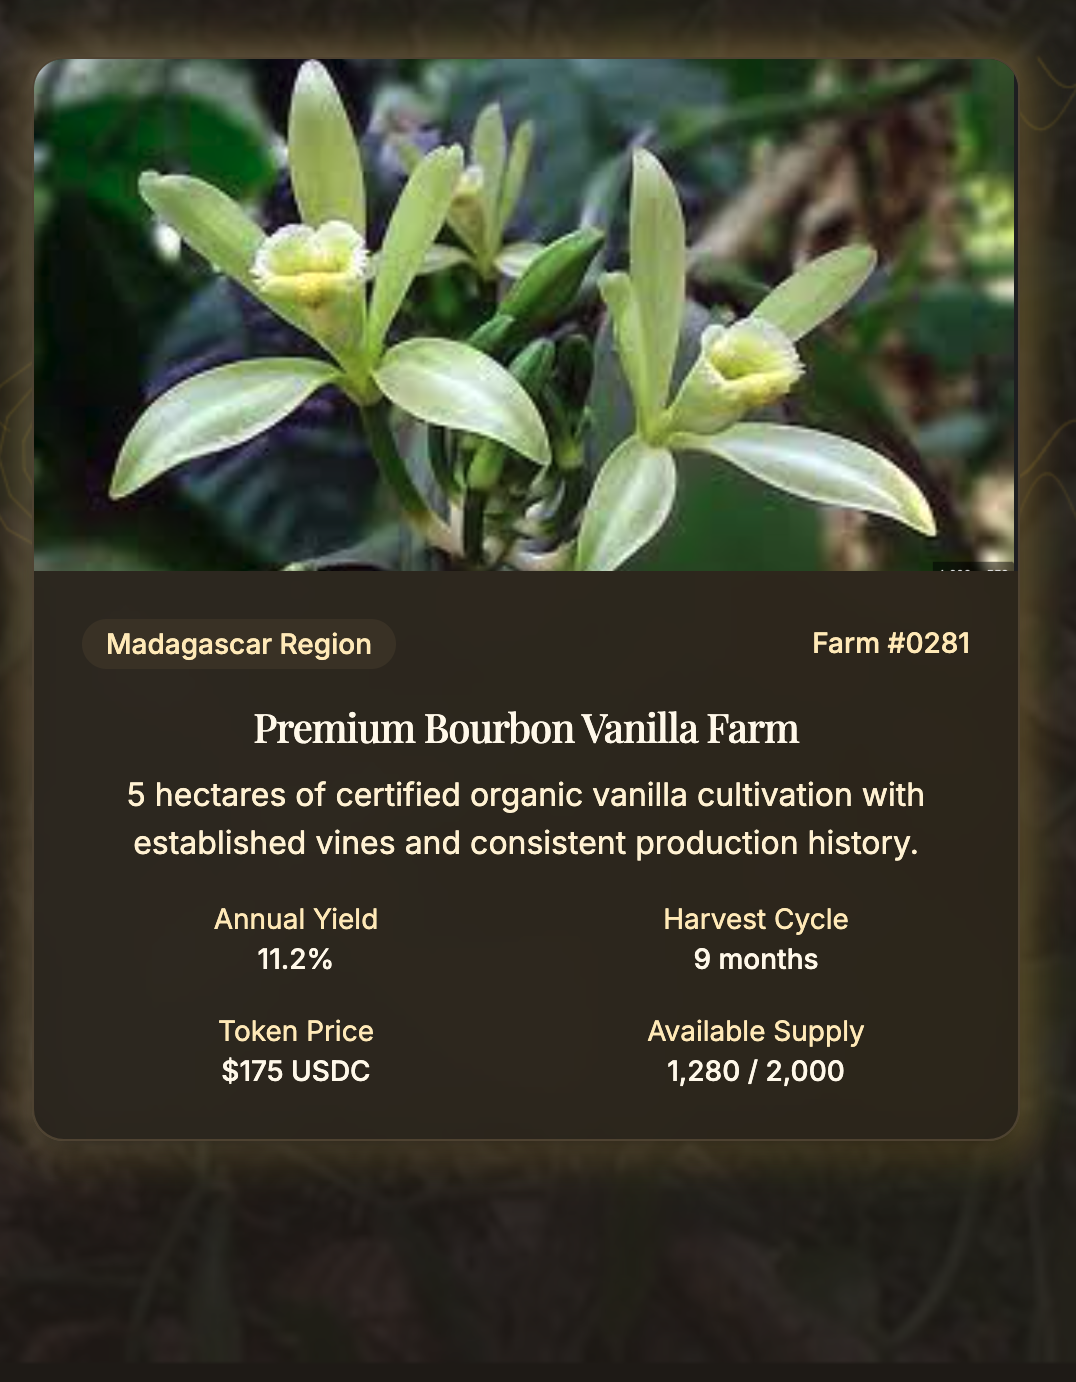 Madagascar Region
Farm #0281
Premium Bourbon Vanilla Farm
5 hectares of certified organic vanilla cultivation with
established vines and consistent production history.
Annual Yield
Harvest Cycle
11.2%
9 months
Token Price
Available Supply
$175 USDC
1,280 / 2,000